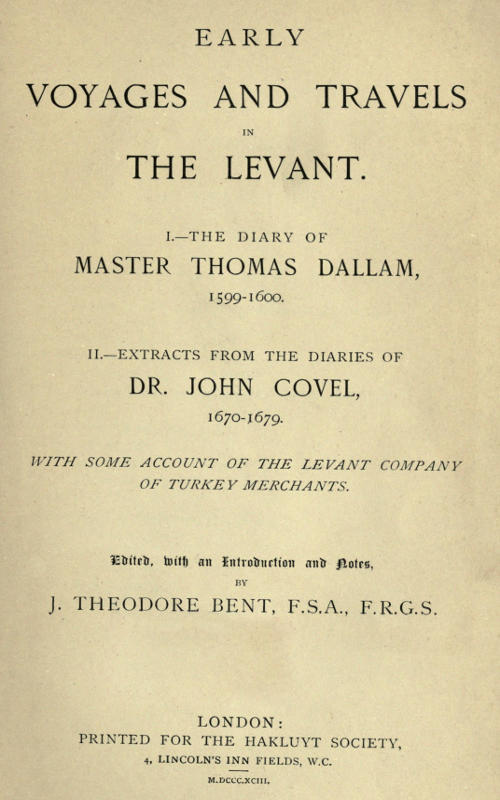 EARLY
VOYAGES AND TRAVELS
IN
THE LEVANT.
I.—THE DIARY OF
MASTER THOMAS DALLAM,
1599-1600.
II.—EXTRACTS FROM THE DIARIES OF
DR. JOHN COVEL,
1670-1679.
WITH SOME ACCOUNT OF THE LEVANT COMPANY
OF TURKEY MERCHANTS.
Edited, with an Introduction and Notes,
BY
J. THEODORE BENT, F.S.A., F.R.G.S.
LONDON:
PRINTED FOR THE HAKLUYT SOCIETY,
4, LINCOLN'S INN FIELDS, W.C.
M.DCCC.XCIII.